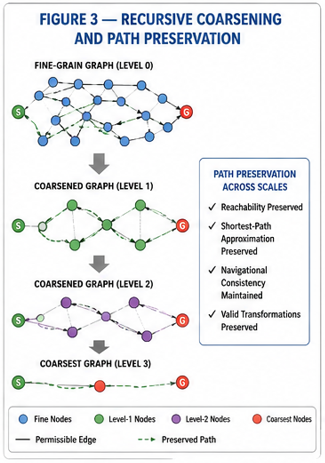 FIGURE 3 — RECURSIVE COARSENING
AND PATH PRESERVATION
FINE-GRAIN GRAPH (LEVEL 0)
S
G
COARSENED GRAPH (LEVEL 1)
S
G
COARSENED GRAPH (LEVEL 2)
S
G
COARSEST GRAPH (LEVEL 3)
S
G
PATH PRESERVATION
ACROSS SCALES
✓ Reachability Preserved
✓ Shortest-Path
Approximation
Preserved
✓ Navigational
Consistency
Maintained
✓ Valid Transformations
Preserved
Fine Nodes
Level-1 Nodes
Level-2 Nodes
Coarsest Nodes
Permissible Edge
Preserved Path